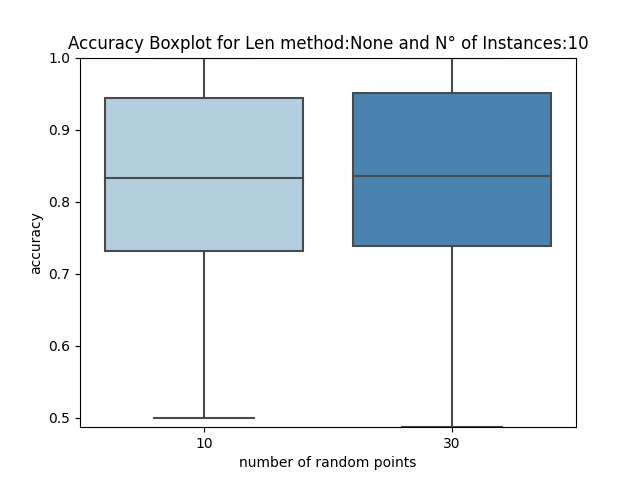 Accuracy Boxplot for Len method:None and N° of Instances:10
1.0
0.9
0.8
0.7
0.6
0.5
accuracy
10 30
number of random points